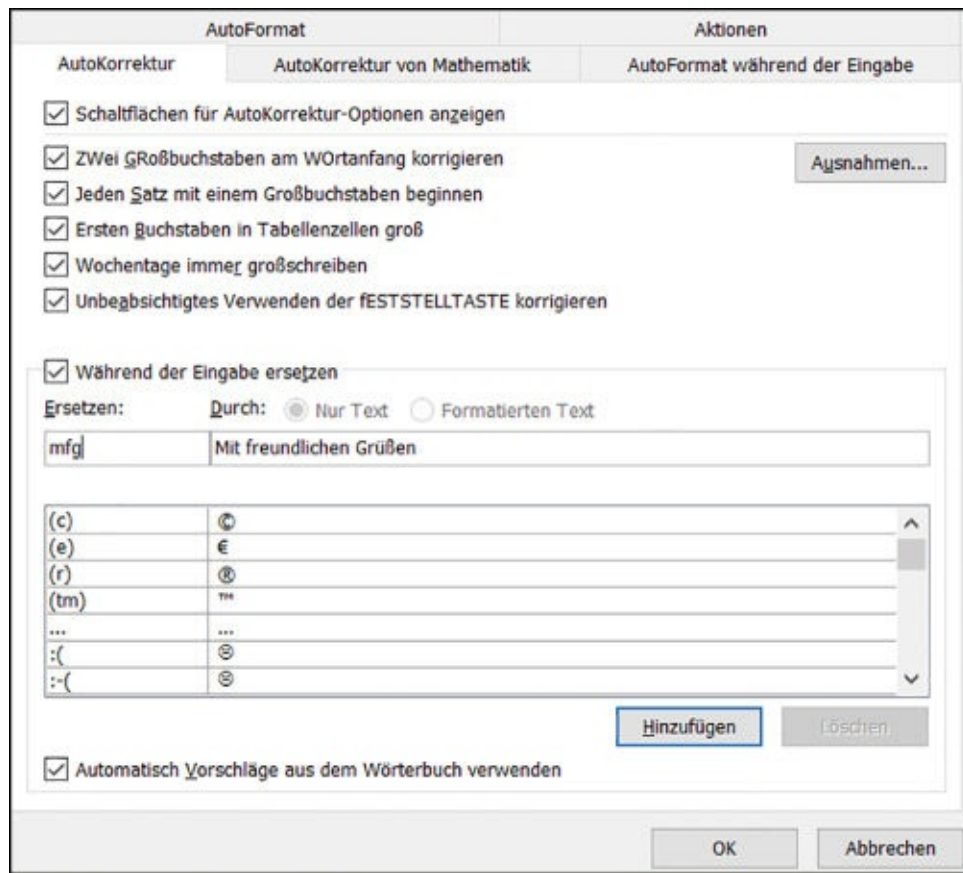 AutoFormat Aktionen
AutoKorrektur AutoKorrektur von Mathematik AutoFormat während der Eingabe
Schaltflächen für AutoKorrektur-Optionen anzeigen
ZWei GRoßbuchstaben am WOrtanfang korrigieren Ausnahmen...
Jeden Satz mit einem Großbuchstaben beginnen
Ersten Buchstaben in Tabellenzellen groß
Wochentage immer großschreiben
Unbeabsichtigtes Verwenden der fESTSTELLTASTE korrigieren
Während der Eingabe ersetzen
Ersetzen: Durch: Nur Text Formatierten Text
mfg Mit freundlichen Grüßen
(c) ©
(e) €
(r) ®
(tm) ™
... ...
:( ☹
:-( ☹
Hinzufügen Löschen
Automatisch Vorschläge aus dem Wörterbuch verwenden
OK Abbrechen